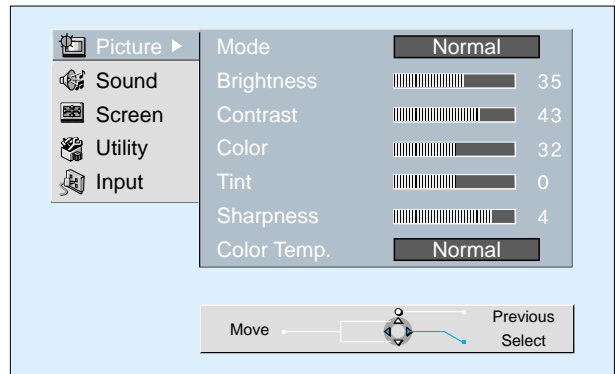 Picture
Sound
Screen
Utility
Input
Mode Normal
Brightness 35
Contrast 43
Color 32
Tint 0
Sharpness 4
Color Temp. Normal
Move
Previous
Select